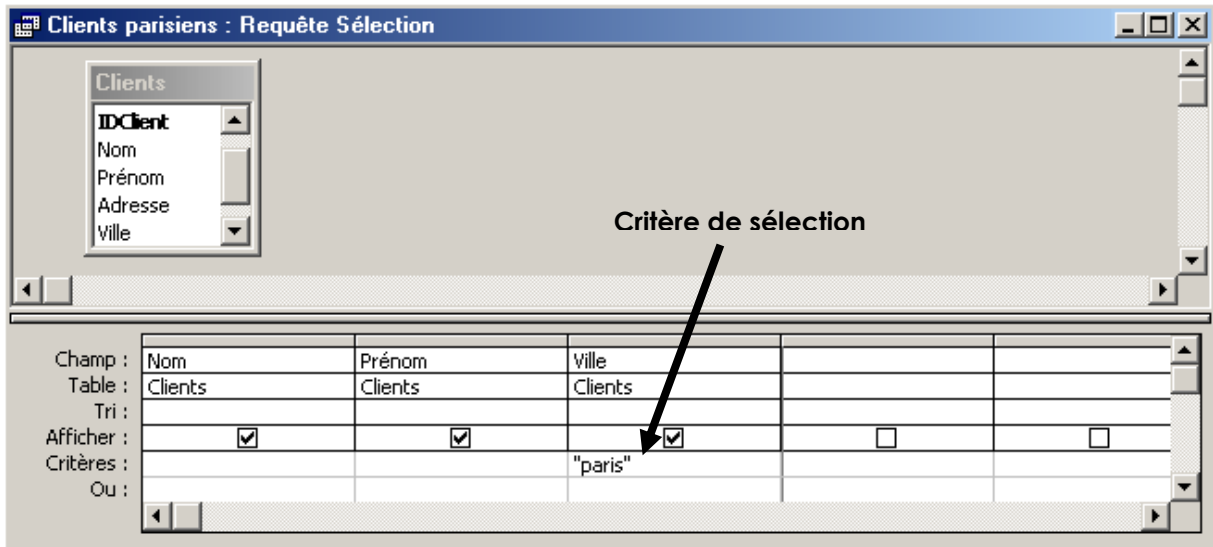 Clients parisiens : Requête Sélection
Clients
IDClient
Nom
Prénom
Adresse
Ville
Critère de sélection
Champ : Nom Prénom Ville
Table : Clients Clients Clients
Tri :
Afficher :
Critères : "paris"
Ou :